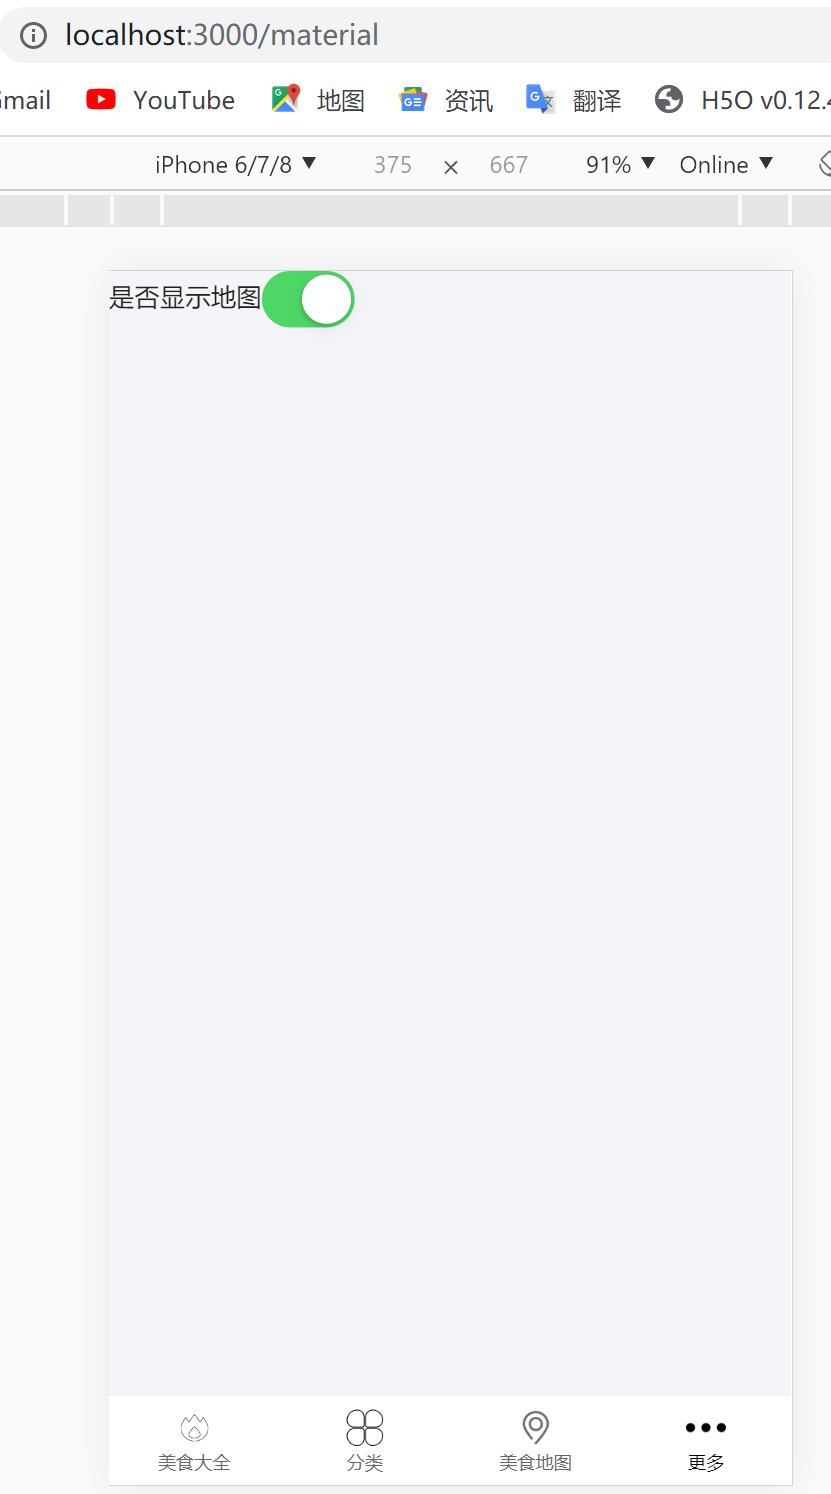 localhost:3000/material
Gmail YouTube 地图 资讯 翻译 H5O v0.12.4
iPhone 6/7/8 ▼ 375 × 667 91% ▼ Online ▼
是否显示地图
美食大全 分类 美食地图 更多